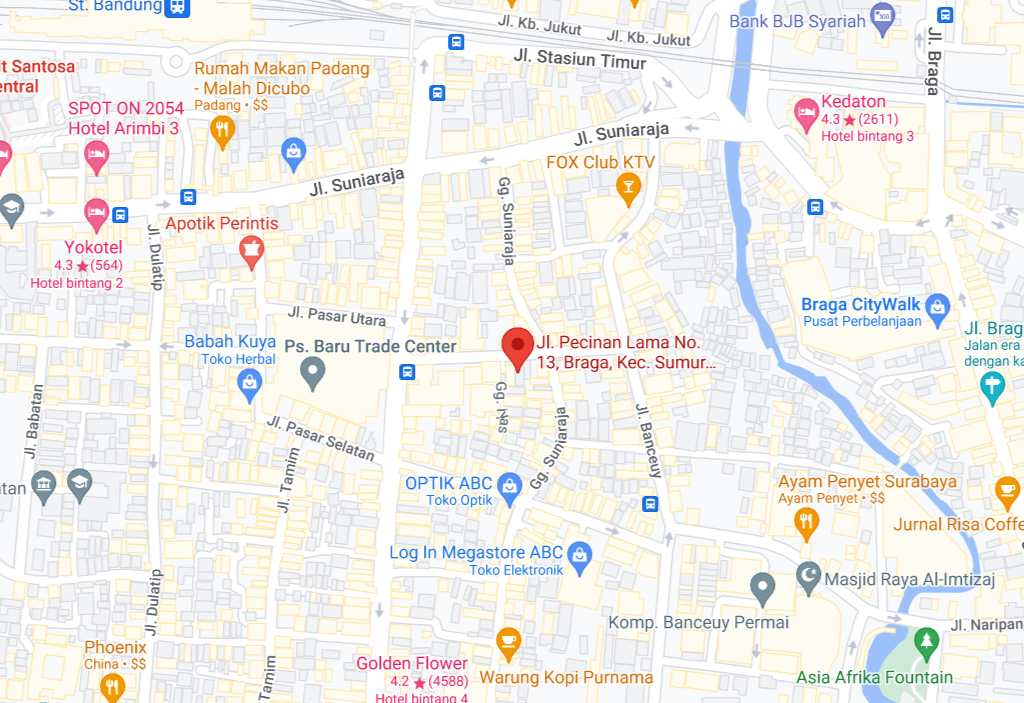 St. Bandung
Jl. Kb. Jukut
Jl. Kb. Jukut
Bank BJB Syariah
Jl. Braga
Jl. Stasiun Timur
it Santosa
entral
Rumah Makan Padang
- Malah Dicubo
Padang • $$
SPOT ON 2054
Hotel Arimbi 3
Kedaton
4.3 ★ (2611)
Hotel bintang 3
Jl. Suniaraja
FOX Club KTV
Jl. Suniaraja
Gg. Suniaraja
Apotik Perintis
Yokotel
4.3 ★ (564)
Hotel bintang 2
Jl. Dulatip
Braga CityWalk
Pusat Perbelanjaan
Jl. Pasar Utara
Jl. Brag
Jalan era
dengan ka
Babah Kuya
Toko Herbal
Ps. Baru Trade Center
Jl. Pecinan Lama No.
13, Braga, Kec. Sumur...
Gg. Nas
Jl. Babatan
Jl. Pasar Selatan
Gg. Suniaraja
Jl. Banceuy
Jl. Tamim
atan
OPTIK ABC
Toko Optik
Ayam Penyet Surabaya
Ayam Penyet • $$
Jurnal Risa Coffe
Log In Megastore ABC
Toko Elektronik
Masjid Raya Al-Imtizaj
Jl. Dulatib
Komp. Banceuy Permai
Jl. Naripan
Phoenix
China • $$
Tamim
Golden Flower
4.2 ★ (4588)
Hotel bintang 4
Warung Kopi Purnama
Asia Afrika Fountain